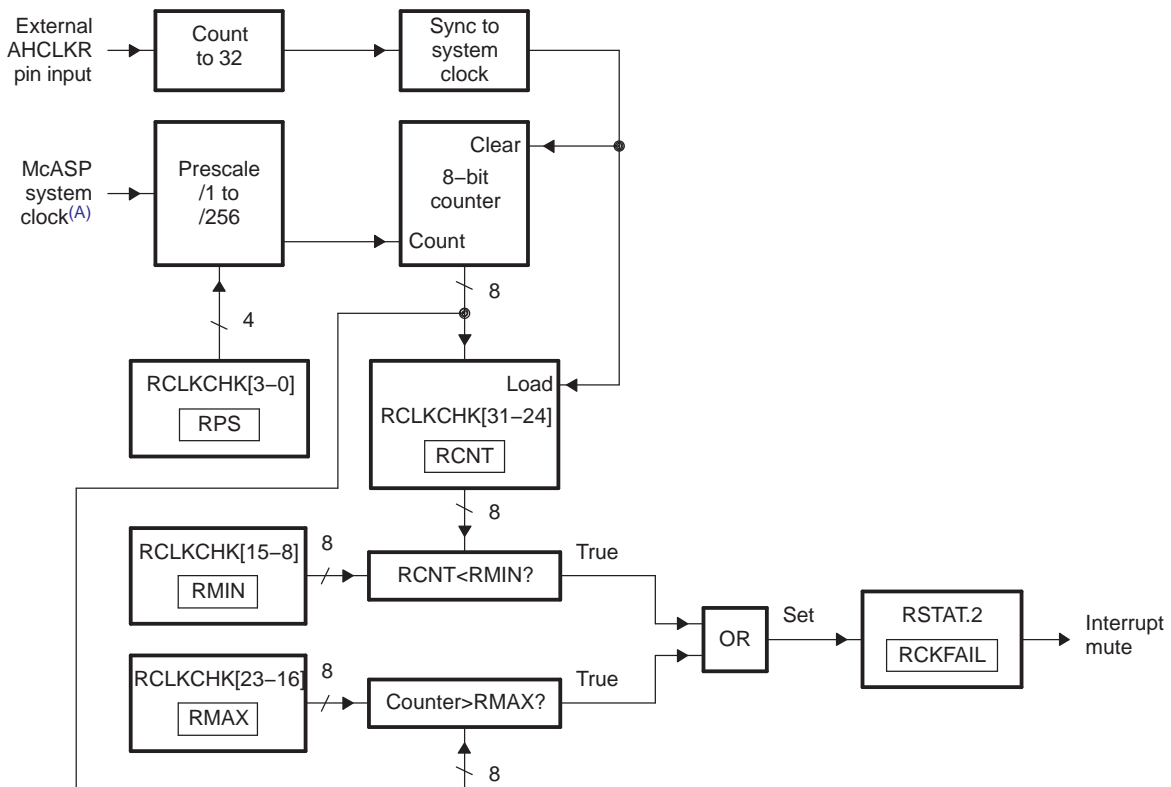 External
AHCLKR
pin input
Count
to 32
Sync to
system
clock
McASP
system
clock(A)
Prescale
/1 to
/256
Clear
8−bit
counter
Count
8
4
RCLKCHK[3−0]
RPS
Load
RCLKCHK[31−24]
RCNT
8
RCLKCHK[15−8]
RMIN
8
RCNT<RMIN?
True
RCLKCHK[23−16]
RMAX
8
Counter>RMAX?
True
8
OR
Set
RSTAT.2
RCKFAIL
Interrupt
mute